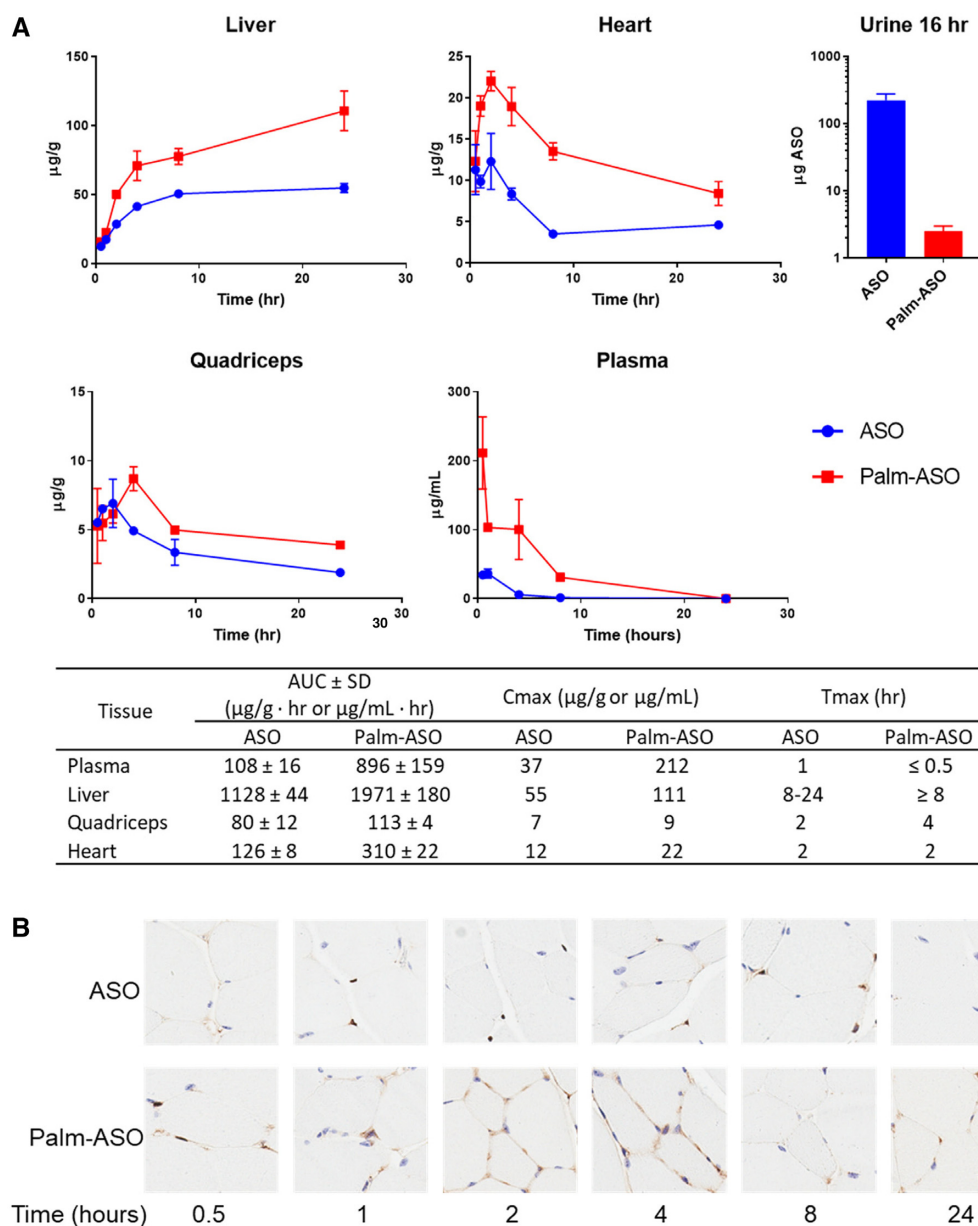 A
Liver
Heart
Urine 16 hr
150
100
50
0
µg/g
0 10 20 30
Time (hr)
25
20
15
10
5
0
µg/g
0 10 20 30
Time (hr)
1000
100
10
1
µg ASO
ASO
Palm-ASO
Quadriceps
Plasma
15
10
5
0
µg/g
0 10 20 30
30
Time (hr)
300
200
100
0
µg/mL
0 10 20 30
Time (hours)
ASO
Palm-ASO
Tissue AUC ± SD (µg/g · hr or µg/mL · hr) Cmax (µg/g or µg/mL) Tmax (hr)
ASO Palm-ASO ASO Palm-ASO ASO Palm-ASO
Plasma 108 ± 16 896 ± 159 37 212 1 ≤ 0.5
Liver 1128 ± 44 1971 ± 180 55 111 8-24 ≥ 8
Quadriceps 80 ± 12 113 ± 4 7 9 2 4
Heart 126 ± 8 310 ± 22 12 22 2 2
B
ASO
Palm-ASO
Time (hours) 0.5 1 2 4 8 24